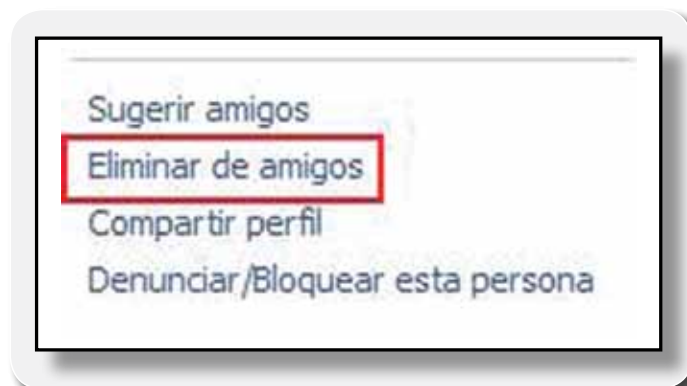 Sugerir amigos
Eliminar de amigos
Compartir perfil
Denunciar/Bloquear esta persona